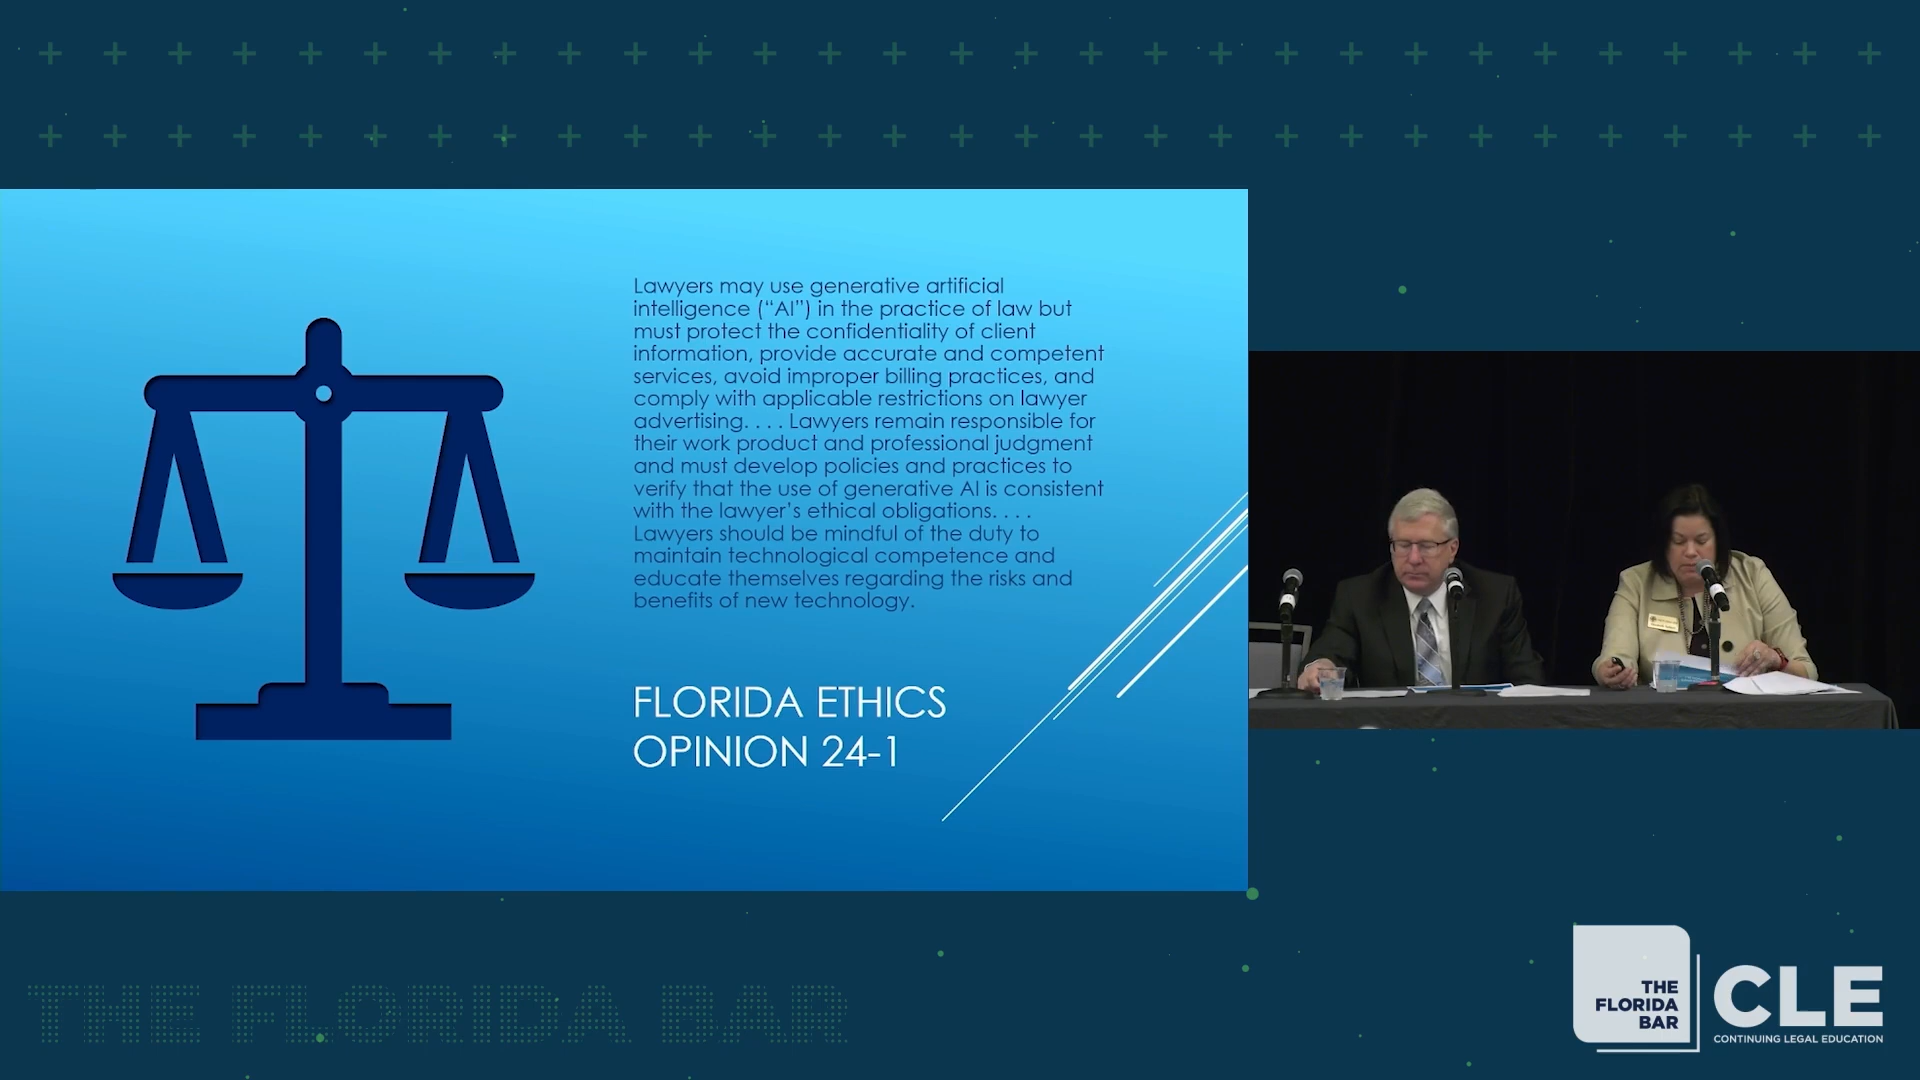 Lawyers may use generative artificial
intelligence (“AI”) in the practice of law but
must protect the confidentiality of client
information, provide accurate and competent
services, avoid improper billing practices, and
comply with applicable restrictions on lawyer
advertising. . . . Lawyers remain responsible for
their work product and professional judgment
and must develop policies and practices to
verify that the use of generative AI is consistent
with the lawyer’s ethical obligations. . . .
Lawyers should be mindful of the duty to
maintain technological competence and
educate themselves regarding the risks and
benefits of new technology.
FLORIDA ETHICS
OPINION 24-1
THE FLORIDA BAR
THE
FLORIDA
BAR
CLE
CONTINUING LEGAL EDUCATION